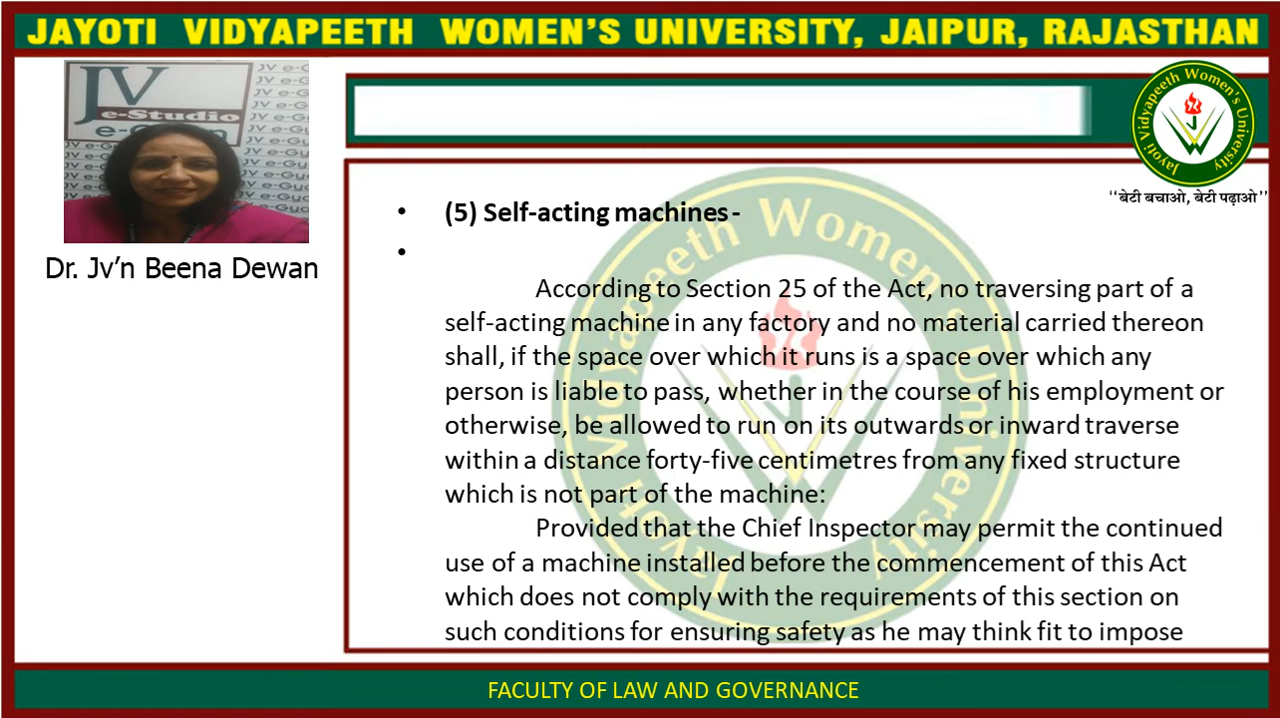 JAYOTI VIDYAPEETH WOMEN'S UNIVERSITY, JAIPUR, RAJASTHAN
JV
e-Studio
Dr. Jv'n Beena Dewan
Jayoti Vidyapeeth Women's University
“बेटी बचाओ, बेटी पढ़ाओ”
• (5) Self-acting machines -
•
According to Section 25 of the Act, no traversing part of a
self-acting machine in any factory and no material carried thereon
shall, if the space over which it runs is a space over which any
person is liable to pass, whether in the course of his employment or
otherwise, be allowed to run on its outwards or inward traverse
within a distance forty-five centimetres from any fixed structure
which is not part of the machine:
Provided that the Chief Inspector may permit the continued
use of a machine installed before the commencement of this Act
which does not comply with the requirements of this section on
such conditions for ensuring safety as he may think fit to impose
FACULTY OF LAW AND GOVERNANCE